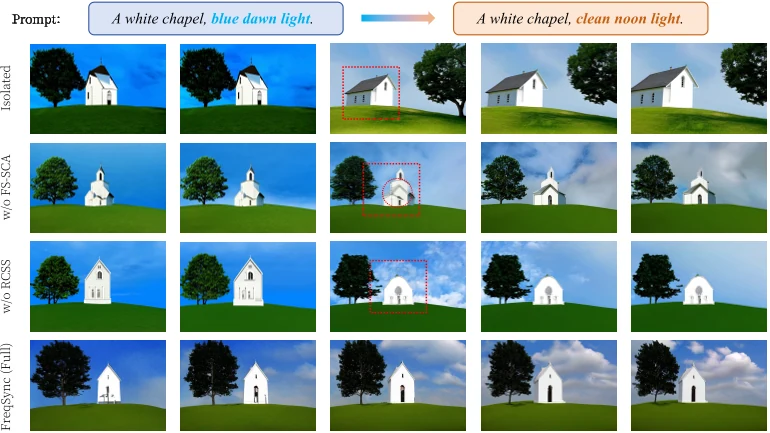 Prompt:
A white chapel, blue dawn light.
A white chapel, clean noon light.
Isolated
w/o FS-SCA
w/o RCSS
FreqSync (Full)